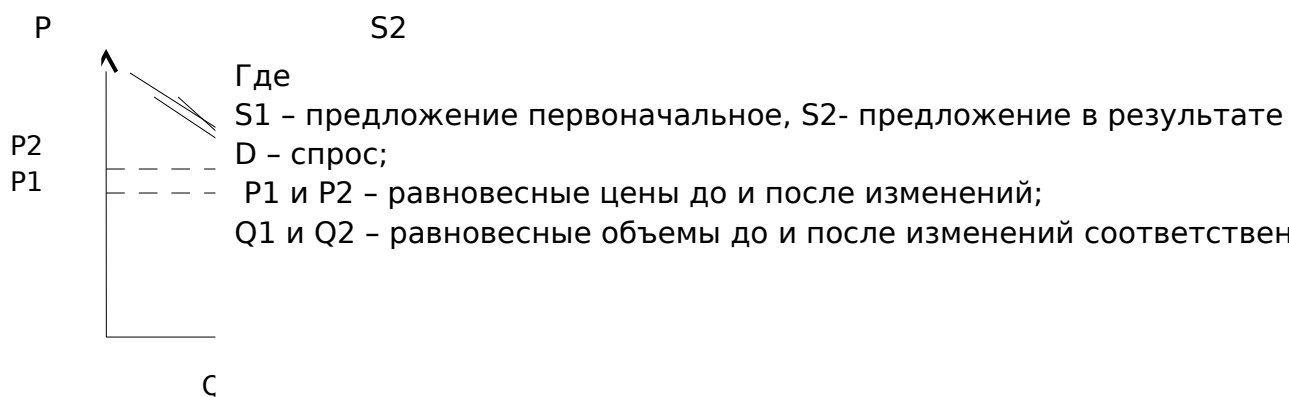 P S2
Где
S1 – предложение первоначальное, S2- предложение в результате
P2
D – спрос;
P1
P1 и P2 – равновесные цены до и после изменений;
Q1 и Q2 – равновесные объемы до и после изменений